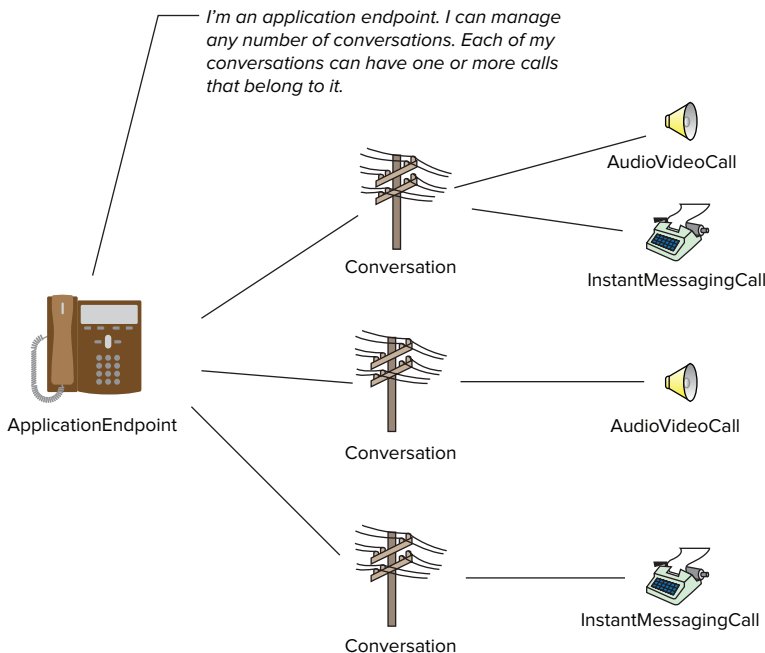 I'm an application endpoint. I can manage
any number of conversations. Each of my
conversations can have one or more calls
that belong to it.
AudioVideoCall
Conversation
InstantMessagingCall
ApplicationEndpoint
AudioVideoCall
Conversation
InstantMessagingCall
Conversation